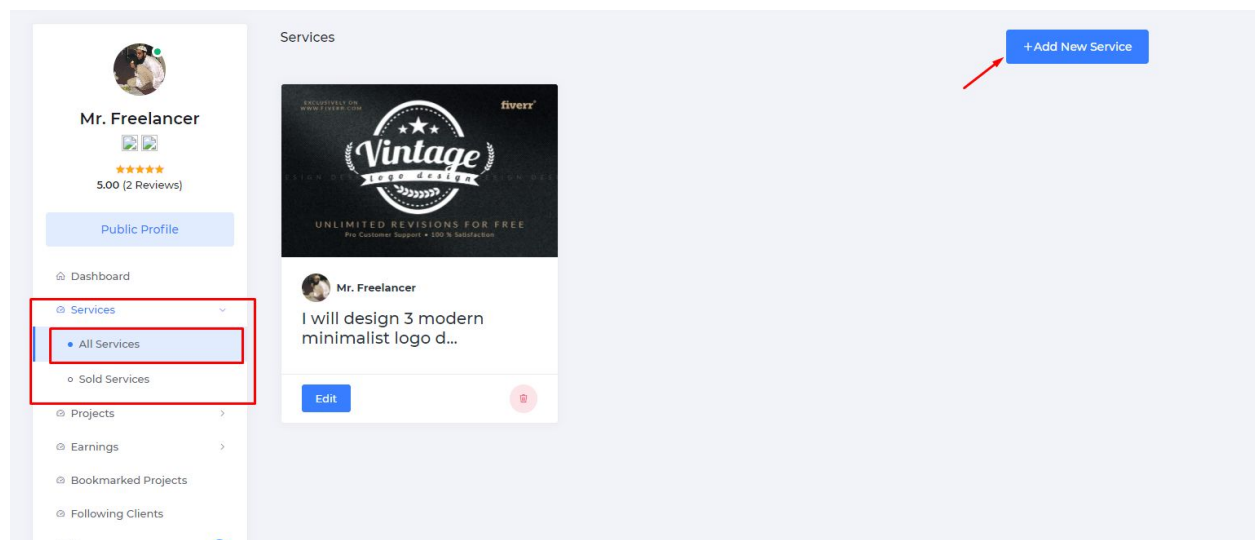 Mr. Freelancer
5.00 (2 Reviews)
Public Profile
Dashboard
Services
All Services
Sold Services
Projects
Earnings
Bookmarked Projects
Following Clients
Services
+Add New Service
EXCLUSIVELY ON
WWW.FIVERR.COM
fiverr
Vintage
logo design
UNLIMITED REVISIONS FOR FREE
Pro Customer Support • 100 % Satisfaction
Mr. Freelancer
I will design 3 modern
minimalist logo d...
Edit